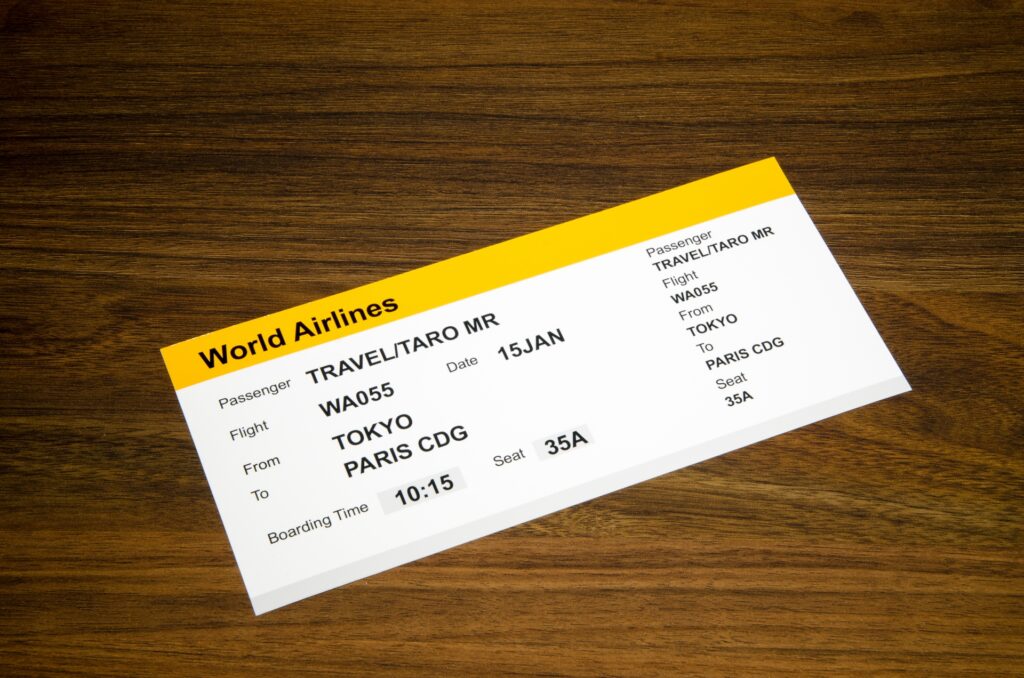 World Airlines
Passenger TRAVEL/TARO MR
Flight WA055 Date 15JAN
From TOKYO
To PARIS CDG
Boarding Time 10:15 Seat 35A
Passenger
TRAVEL/TARO MR
Flight
WA055
From
TOKYO
To
PARIS CDG
Seat
35A